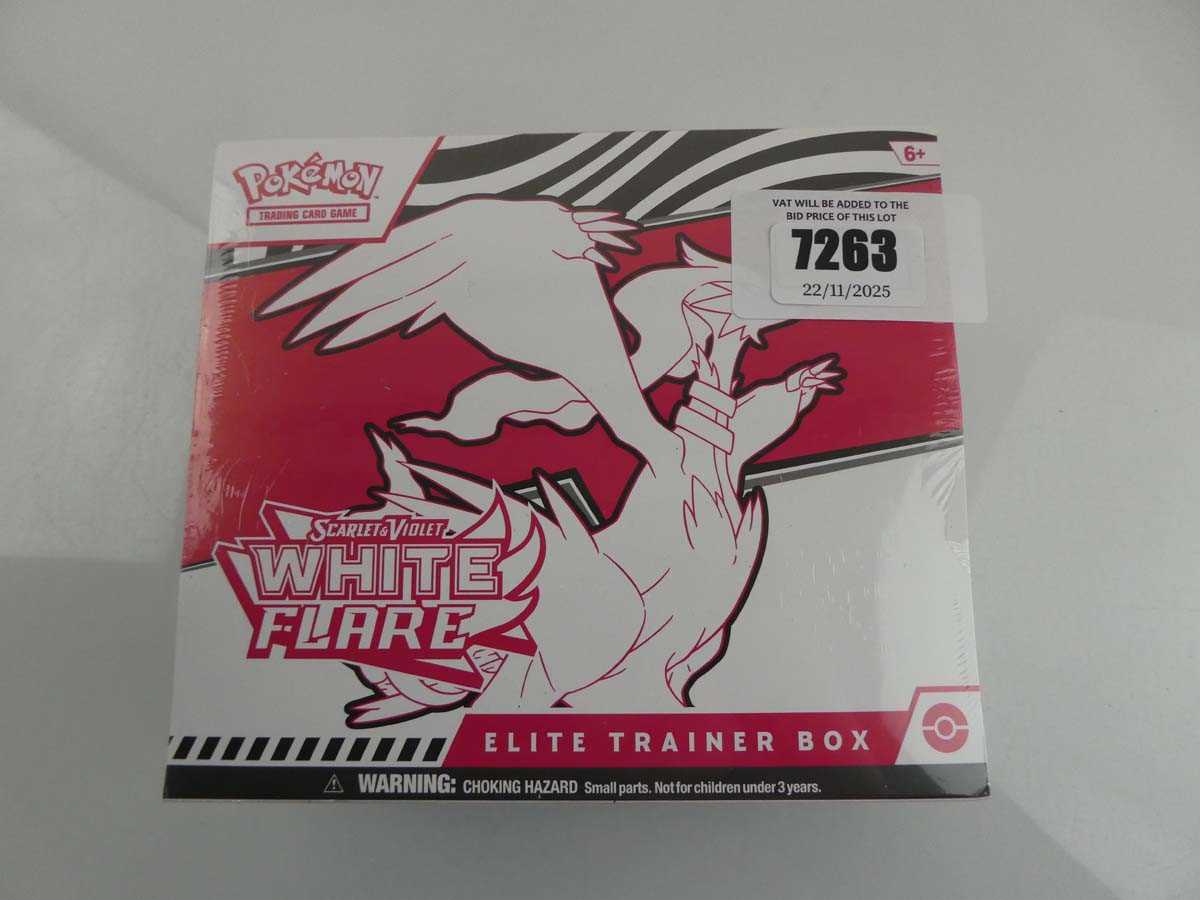 POKéMON
TRADING CARD GAME
6+
VAT WILL BE ADDED TO THE
BID PRICE OF THIS LOT
7263
22/11/2025
SCARLET & VIOLET
WHITE
FLARE
ELITE TRAINER BOX
WARNING: CHOKING HAZARD Small parts. Not for children under 3 years.